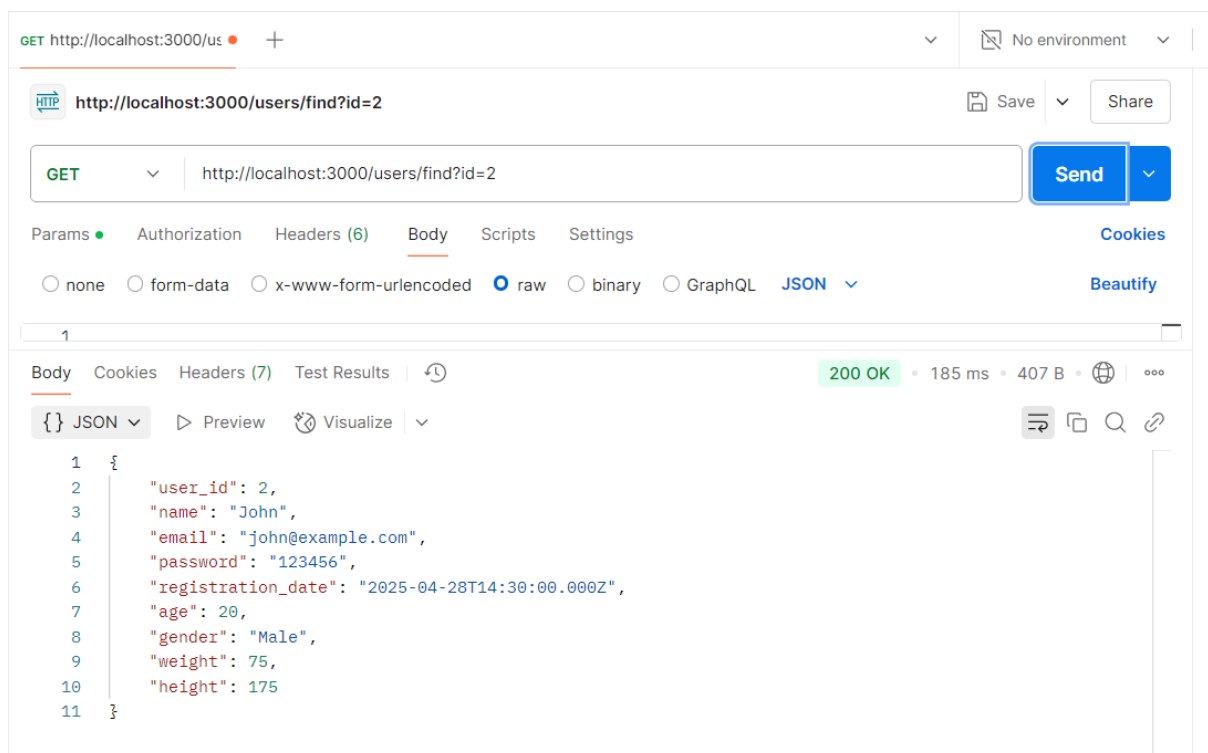 GET http://localhost:3000/us
No environment
HTTP http://localhost:3000/users/find?id=2
Save
Share
GET
http://localhost:3000/users/find?id=2
Send
Params Authorization Headers (6) Body Scripts Settings Cookies
none form-data x-www-form-urlencoded raw binary GraphQL JSON Beautify
1
Body Cookies Headers (7) Test Results 200 OK • 185 ms • 407 B
{} JSON Preview Visualize
1 {
2 "user_id": 2,
3 "name": "John",
4 "email": "john@example.com",
5 "password": "123456",
6 "registration_date": "2025-04-28T14:30:00.000Z",
7 "age": 20,
8 "gender": "Male",
9 "weight": 75,
10 "height": 175
11 }